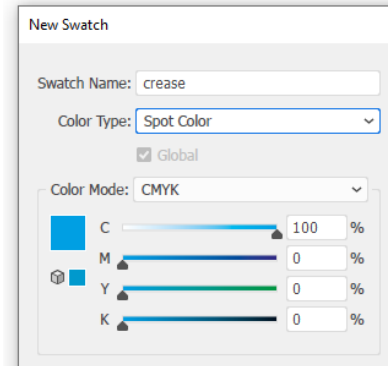 New Swatch
Swatch Name: crease
Color Type: Spot Color
Global
Color Mode: CMYK
C 100 %
M 0 %
Y 0 %
K 0 %